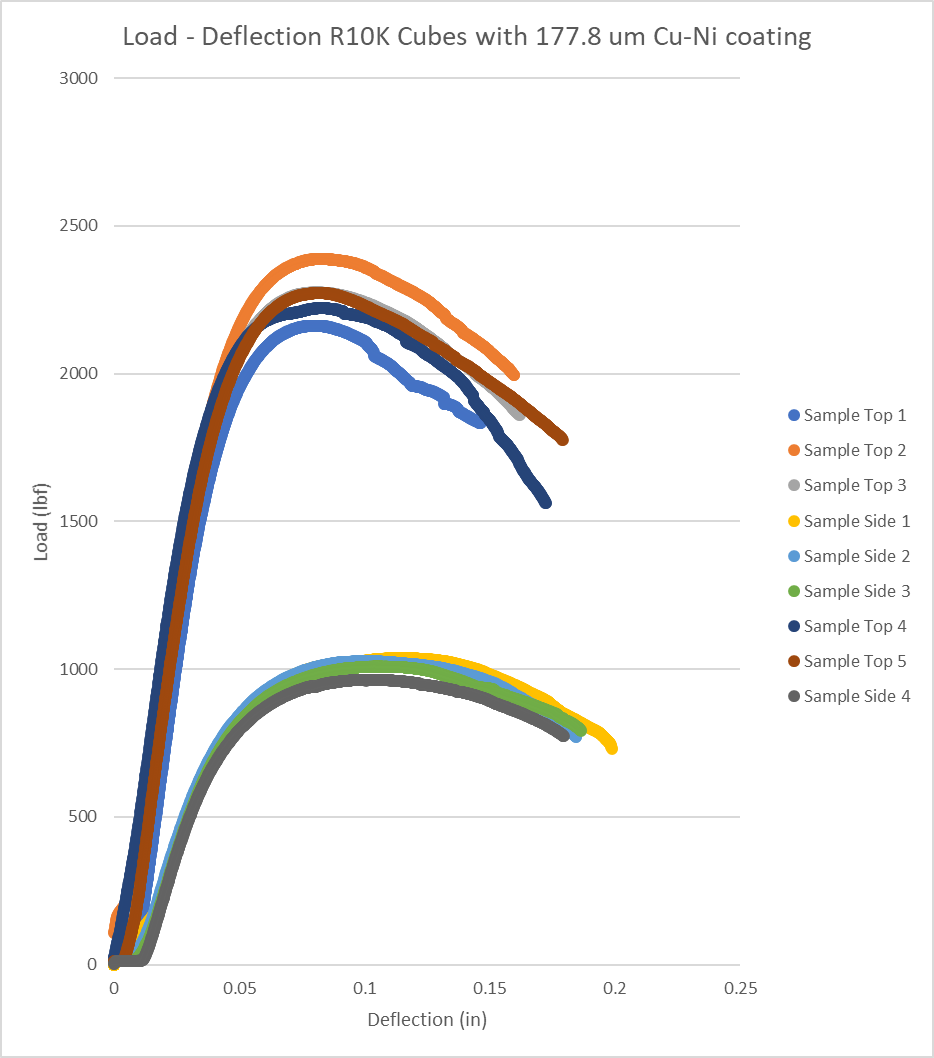 Load - Deflection R10K Cubes with 177.8 um Cu-Ni coating
3000
2500
2000
1500
1000
500
0
Load (lbf)
0
0.05
0.1
0.15
0.2
0.25
Deflection (in)
Sample Top 1
Sample Top 2
Sample Top 3
Sample Side 1
Sample Side 2
Sample Side 3
Sample Top 4
Sample Top 5
Sample Side 4